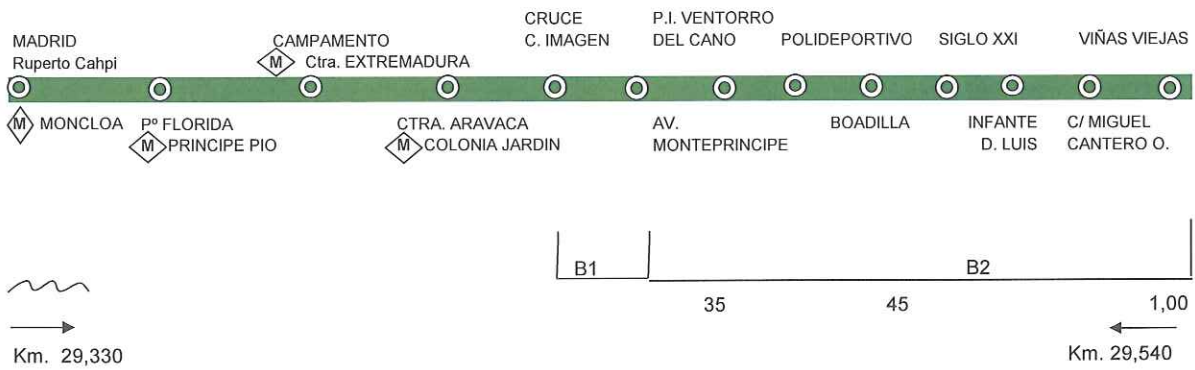 CRUCE
C. IMAGEN
P.I. VENTORRO
DEL CANO
MADRID
Ruperto Cahpi
CAMPAMENTO
M Ctra. EXTREMADURA
POLIDEPORTIVO
SIGLO XXI
VIÑAS VIEJAS
M MONCLOA
Pº FLORIDA
M PRINCIPE PIO
CTRA. ARAVACA
M COLONIA JARDIN
AV.
MONTEPRINCIPE
BOADILLA
INFANTE
D. LUIS
C/ MIGUEL
CANTERO O.
B1
B2
35
45
1,00
Km. 29,330
Km. 29,540